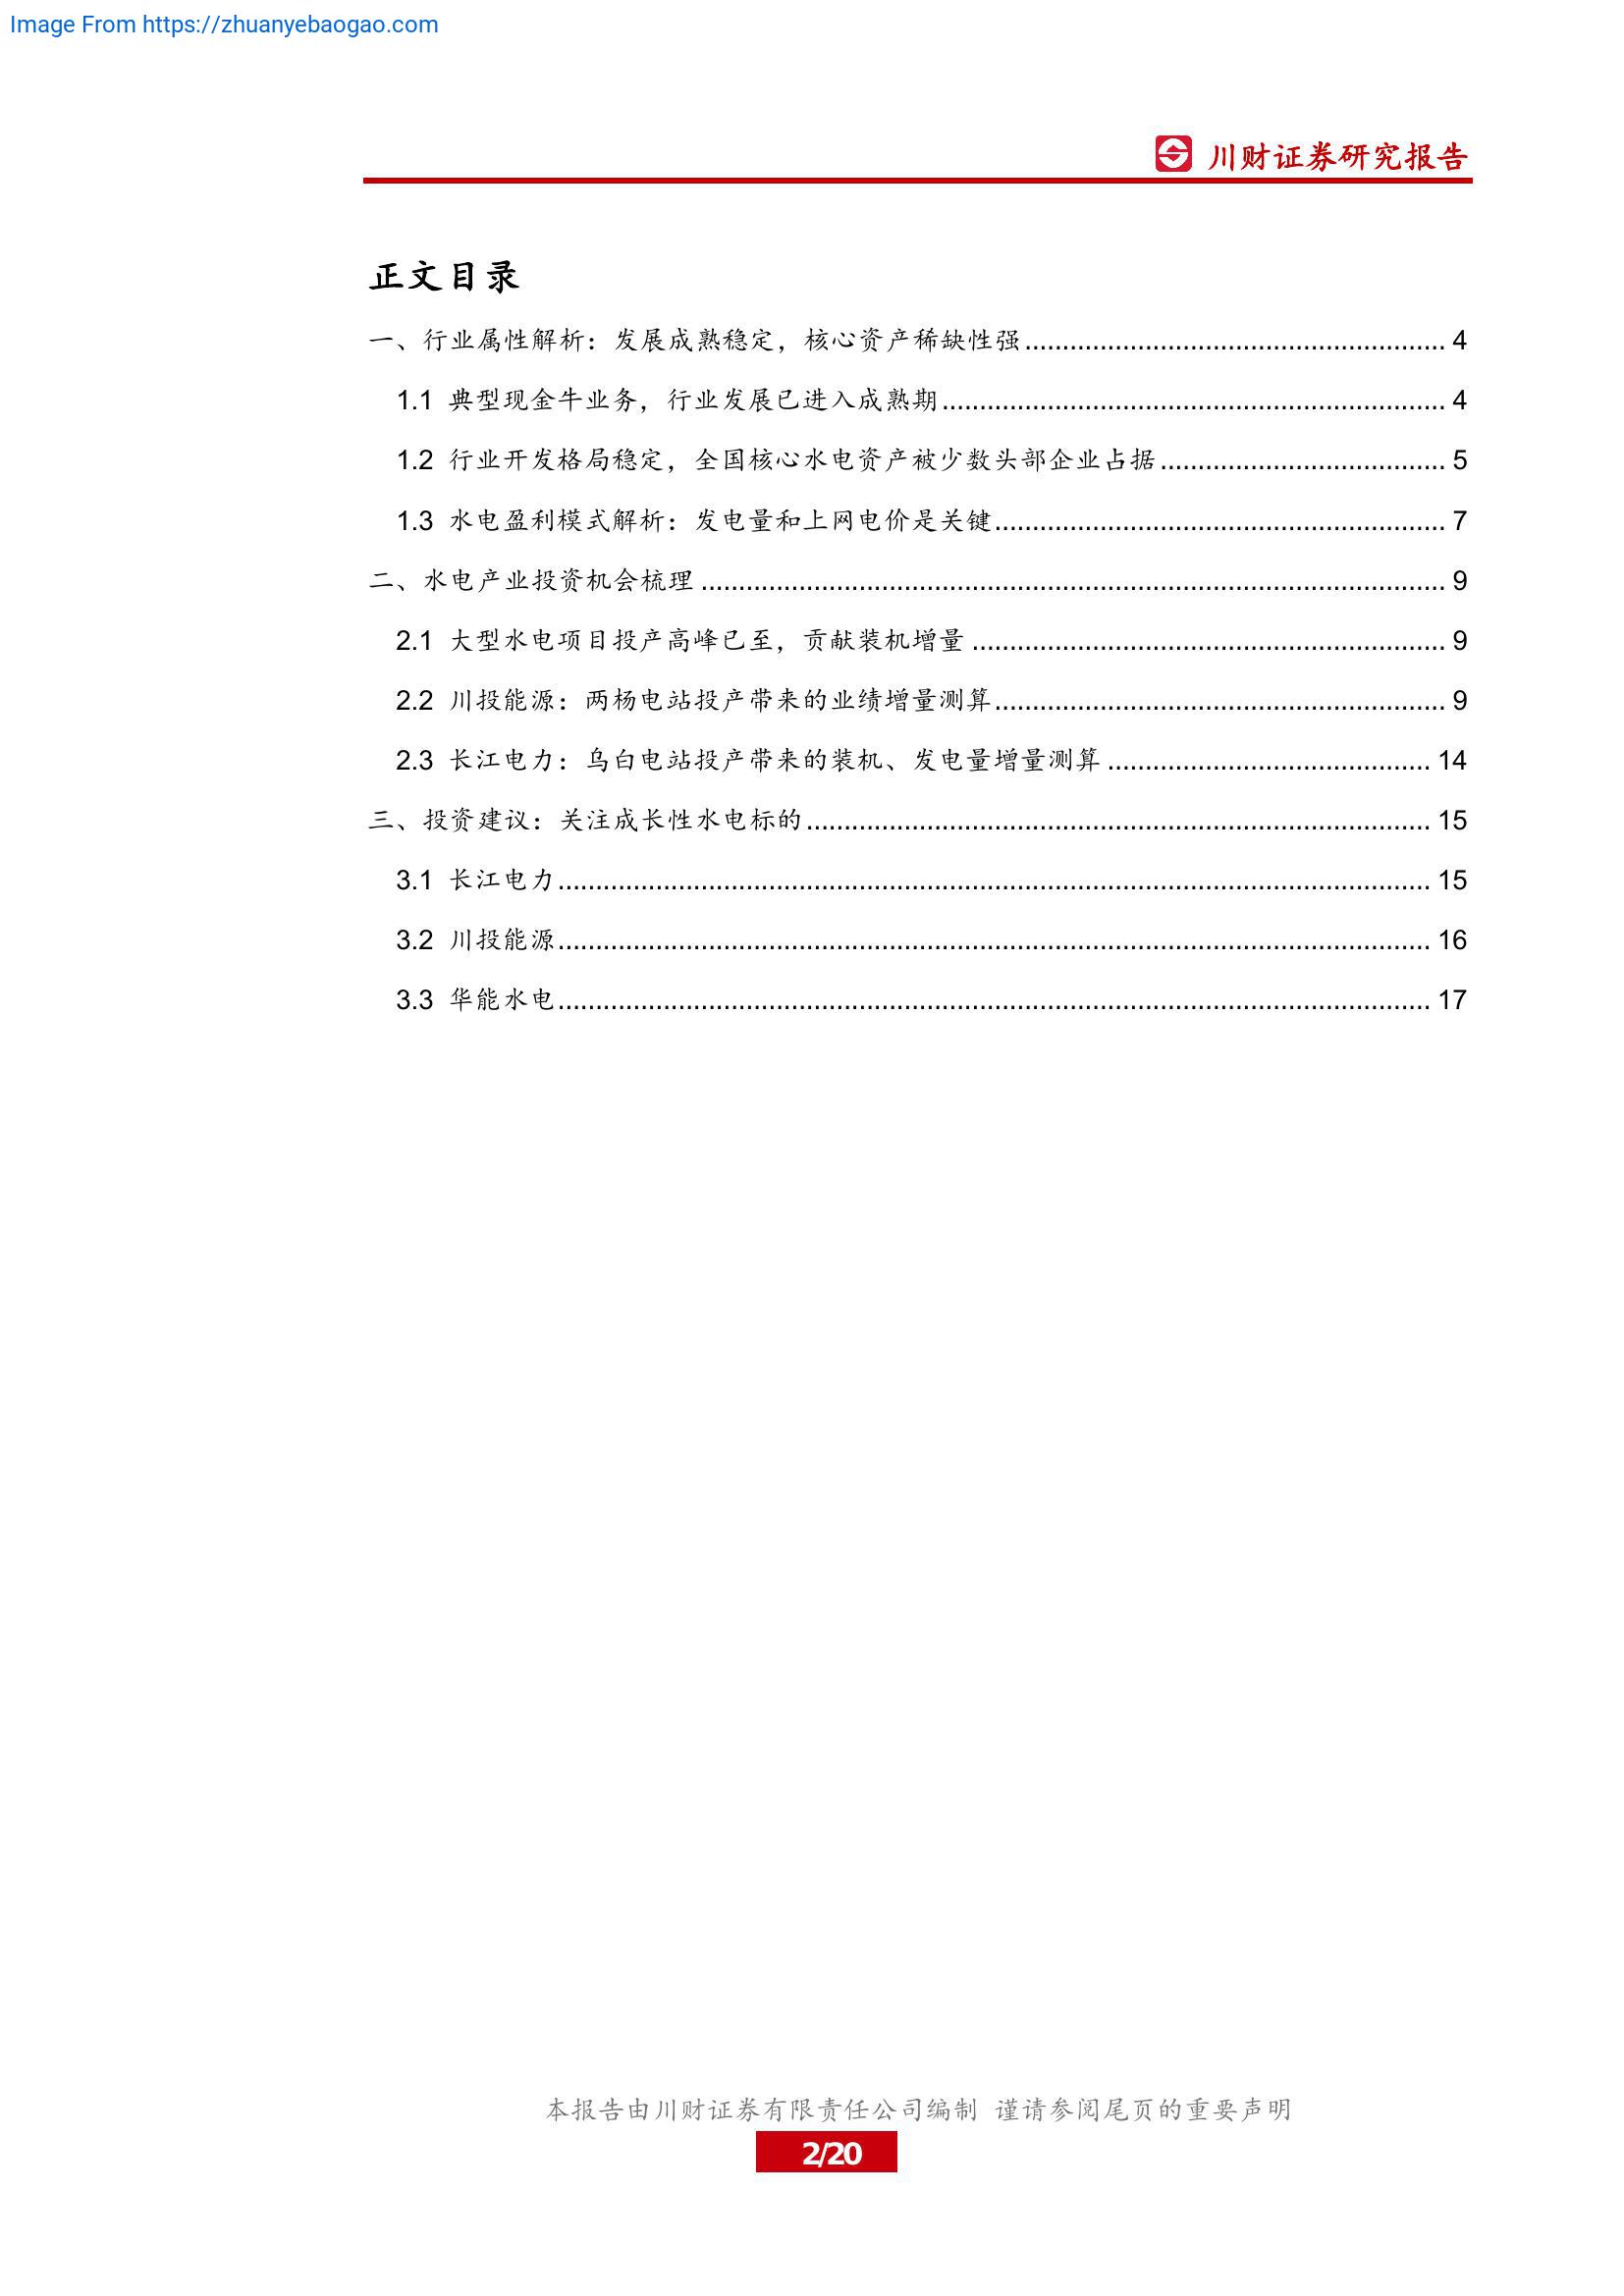 Image From https://zhuanyebaogao.com
川财证券研究报告
正文目录
一、行业属性解析：发展成熟稳定，核心资产稀缺性强........................................................ 4
1.1 典型现金牛业务，行业发展已进入成熟期................................................................... 4
1.2 行业开发格局稳定，全国核心水电资产被少数头部企业占据...................................... 5
1.3 水电盈利模式解析：发电量和上网电价是关键............................................................ 7
二、水电产业投资机会梳理................................................................................................... 9
2.1 大型水电项目投产高峰已至，贡献装机增量............................................................... 9
2.2 川投能源：两杨电站投产带来的业绩增量测算............................................................ 9
2.3 长江电力：乌白电站投产带来的装机、发电量增量测算........................................... 14
三、投资建议：关注成长性水电标的................................................................................... 15
3.1 长江电力.................................................................................................................... 15
3.2 川投能源.................................................................................................................... 16
3.3 华能水电.................................................................................................................... 17
本报告由川财证券有限责任公司编制 谨请参阅尾页的重要声明
2/20